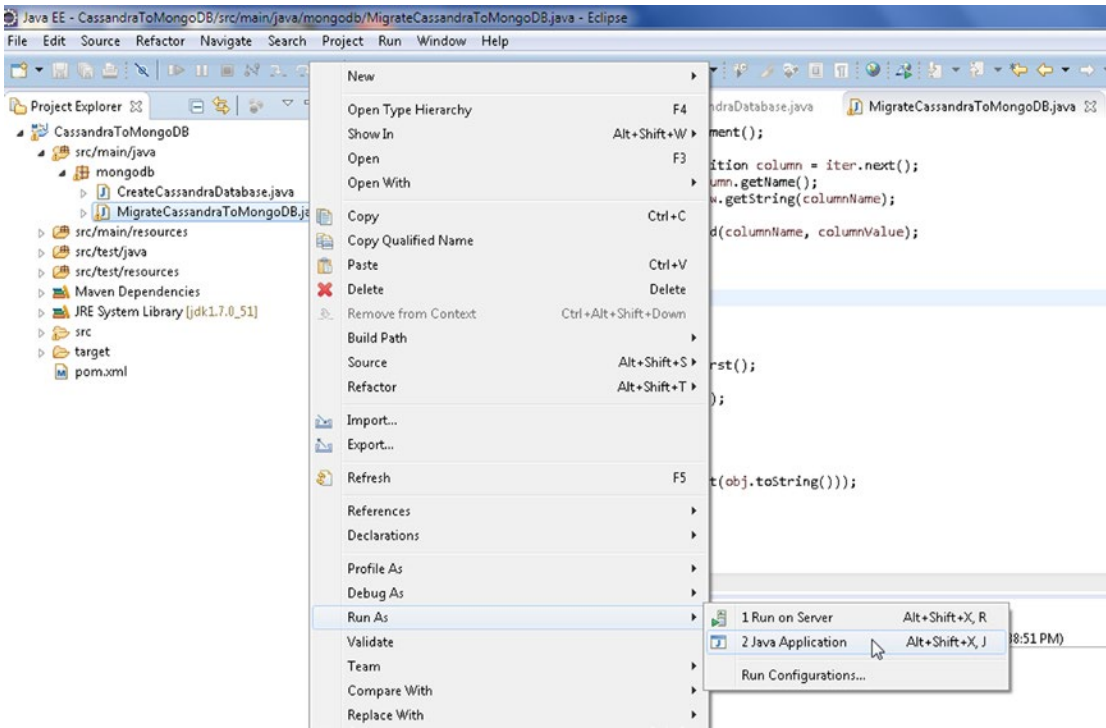 Java EE - CassandraToMongoDB/src/main/java/mongodb/MigrateCassandraToMongoDB.java - Eclipse
File Edit Source Refactor Navigate Search Project Run Window Help
Project Explorer
draDatabase.java
MigrateCassandraToMongoDB.java
CassandraToMongoDB
src/main/java
mongodb
CreateCassandraDatabase.java
MigrateCassandraToMongoDB.ja
src/main/resources
src/test/java
src/test/resources
Maven Dependencies
JRE System Library [jdk1.7.0_51]
src
target
pom.xml
New
Open Type Hierarchy F4
Show In Alt+Shift+W
Open F3
Open With
Copy Ctrl+C
Copy Qualified Name
Paste Ctrl+V
Delete Delete
Remove from Context Ctrl+Alt+Shift+Down
Build Path
Source Alt+Shift+S
Refactor Alt+Shift+T
Import...
Export...
Refresh F5
References
Declarations
Profile As
Debug As
Run As
Validate
Team
Compare With
Replace With
ment();
ition column = iter.next();
umn.getName();
w.getString(columnName);
d(columnName, columnValue);
rst();
);
t(obj.toString()));
1 Run on Server Alt+Shift+X, R
2 Java Application Alt+Shift+X, J
Run Configurations...
8:51 PM)